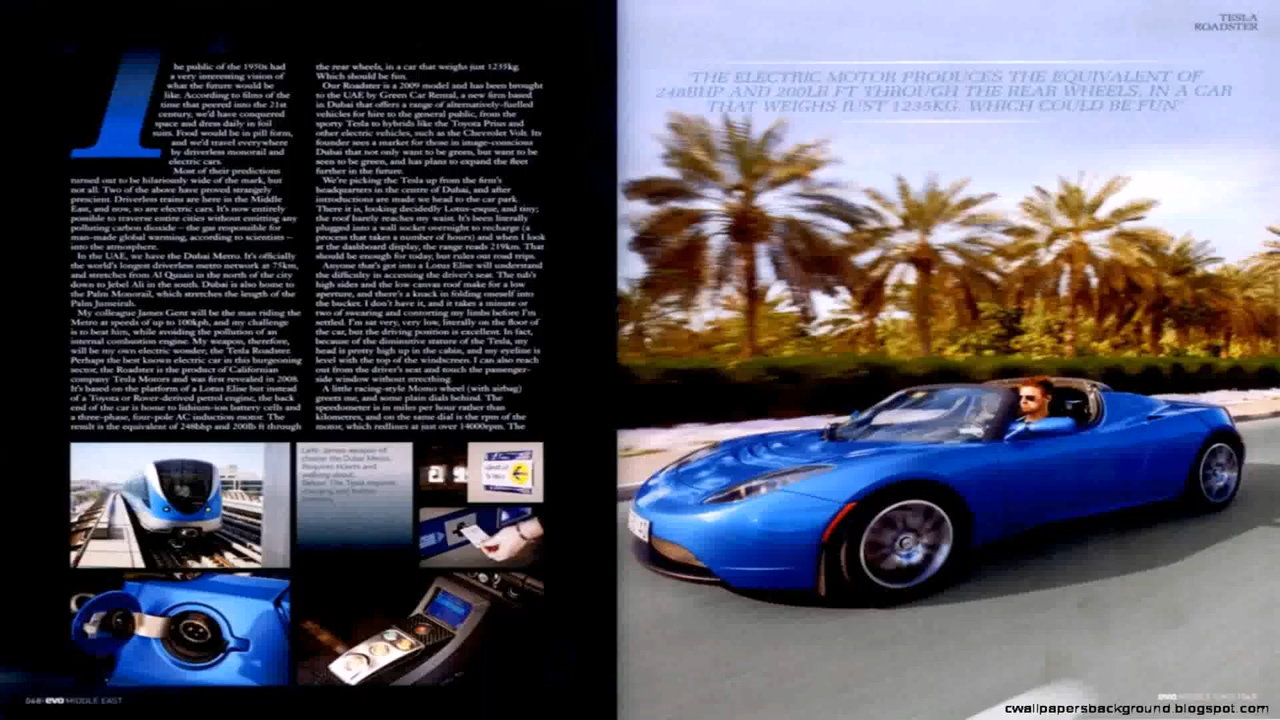 The public of the 1950s had
a very interesting vision of
what the future would be
like. According to films of the
time that peered into the 21st
century, we'd have conquered
space and dress daily in foil
suits. Food would be in pill form,
and we'd travel everywhere
by driverless monorail and
electric cars.
Most of their predictions
turned out to be hilariously wide of the mark, but
not all. Two of the above have proved strangely
prescient. Driverless trains are here in the Middle
East, and now, so are electric cars. It's now entirely
possible to traverse entire cities without emitting any
polluting carbon dioxide – the gas responsible for
man-made global warming, according to scientists –
into the atmosphere.
In the UAE, we have the Dubai Metro. It's officially
the world's longest driverless metro network at 75km,
and stretches from Al Qusais in the north of the city
down to Jebel Ali in the south. Dubai is also home to
the Palm Monorail, which stretches the length of the
Palm Jumeirah.
My colleague James Gent will be the man riding the
Metro at speeds of up to 100kph, and my challenge
is to beat him, while avoiding the pollution of an
internal combustion engine. My weapon, therefore,
will be my own electric wonder; the Tesla Roadster.
Perhaps the best known electric car in this burgeoning
sector, the Roadster is the product of Californian
company Tesla Motors and was first revealed in 2008.
It's based on the platform of a Lotus Elise but instead
of a Toyota or Rover-derived petrol engine, the back
end of the car is home to lithium-ion battery cells and
a three-phase, four-pole AC induction motor. The
result is the equivalent of 248bhp and 200lb ft through
the rear wheels, in a car that weighs just 1235kg.
Which should be fun.
Our Roadster is a 2009 model and has been brought
to the UAE by Green Car Rental, a new firm based
in Dubai that offers a range of alternatively-fuelled
vehicles for hire to the general public, from the
sporty Tesla to hybrids like the Toyota Prius and
other electric vehicles, such as the Chevrolet Volt. Its
founder sees a market for those in image-conscious
Dubai that not only want to be green, but want to be
seen to be green, and has plans to expand the fleet
further in the future.
We're picking the Tesla up from the firm's
headquarters in the centre of Dubai, and after
introductions are made we head to the car park.
There it is, looking decidedly Lotus-esque, and tiny;
the roof barely reaches my waist. It's been literally
plugged into a wall socket overnight to recharge (a
process that takes a number of hours) and when I look
at the dashboard display, the range reads 219km. That
should be enough for today, but rules out road trips.
Anyone that's got into a Lotus Elise will understand
the difficulty in accessing the driver's seat. The tub's
high sides and the low canvas roof make for a low
aperture, and there's a knack in folding oneself into
the bucket. I don't have it, and it takes a minute or
two of swearing and contorting my limbs before I'm
settled. I'm sat very, very low, literally on the floor of
the car, but the driving position is excellent. In fact,
because of the diminutive stature of the Tesla, my
head is pretty high up in the cabin, and my eyeline is
level with the top of the windscreen. I can also reach
out from the driver's seat and touch the passenger-
side window without stretching.
A little racing-style Momo wheel (with airbag)
greets me, and some plain dials behind. The
speedometer is in miles per hour rather than
kilometres, and on the same dial is the rpm of the
motor, which redlines at just over 14000rpm. The
Left: James' weapon of
choice: the Dubai Metro.
Requires tickets and
walking about.
Below: The Tesla requires
charging and
048 evo MIDDLE EAST
TESLA
ROADSTER
"THE ELECTRIC MOTOR PRODUCES THE EQUIVALENT OF
248BHP AND 200LB FT THROUGH THE REAR WHEELS, IN A CAR
THAT WEIGHS JUST 1235KG. WHICH COULD BE FUN"
evo MIDDLE EAST
cwallpapersbackground.blogspot.com